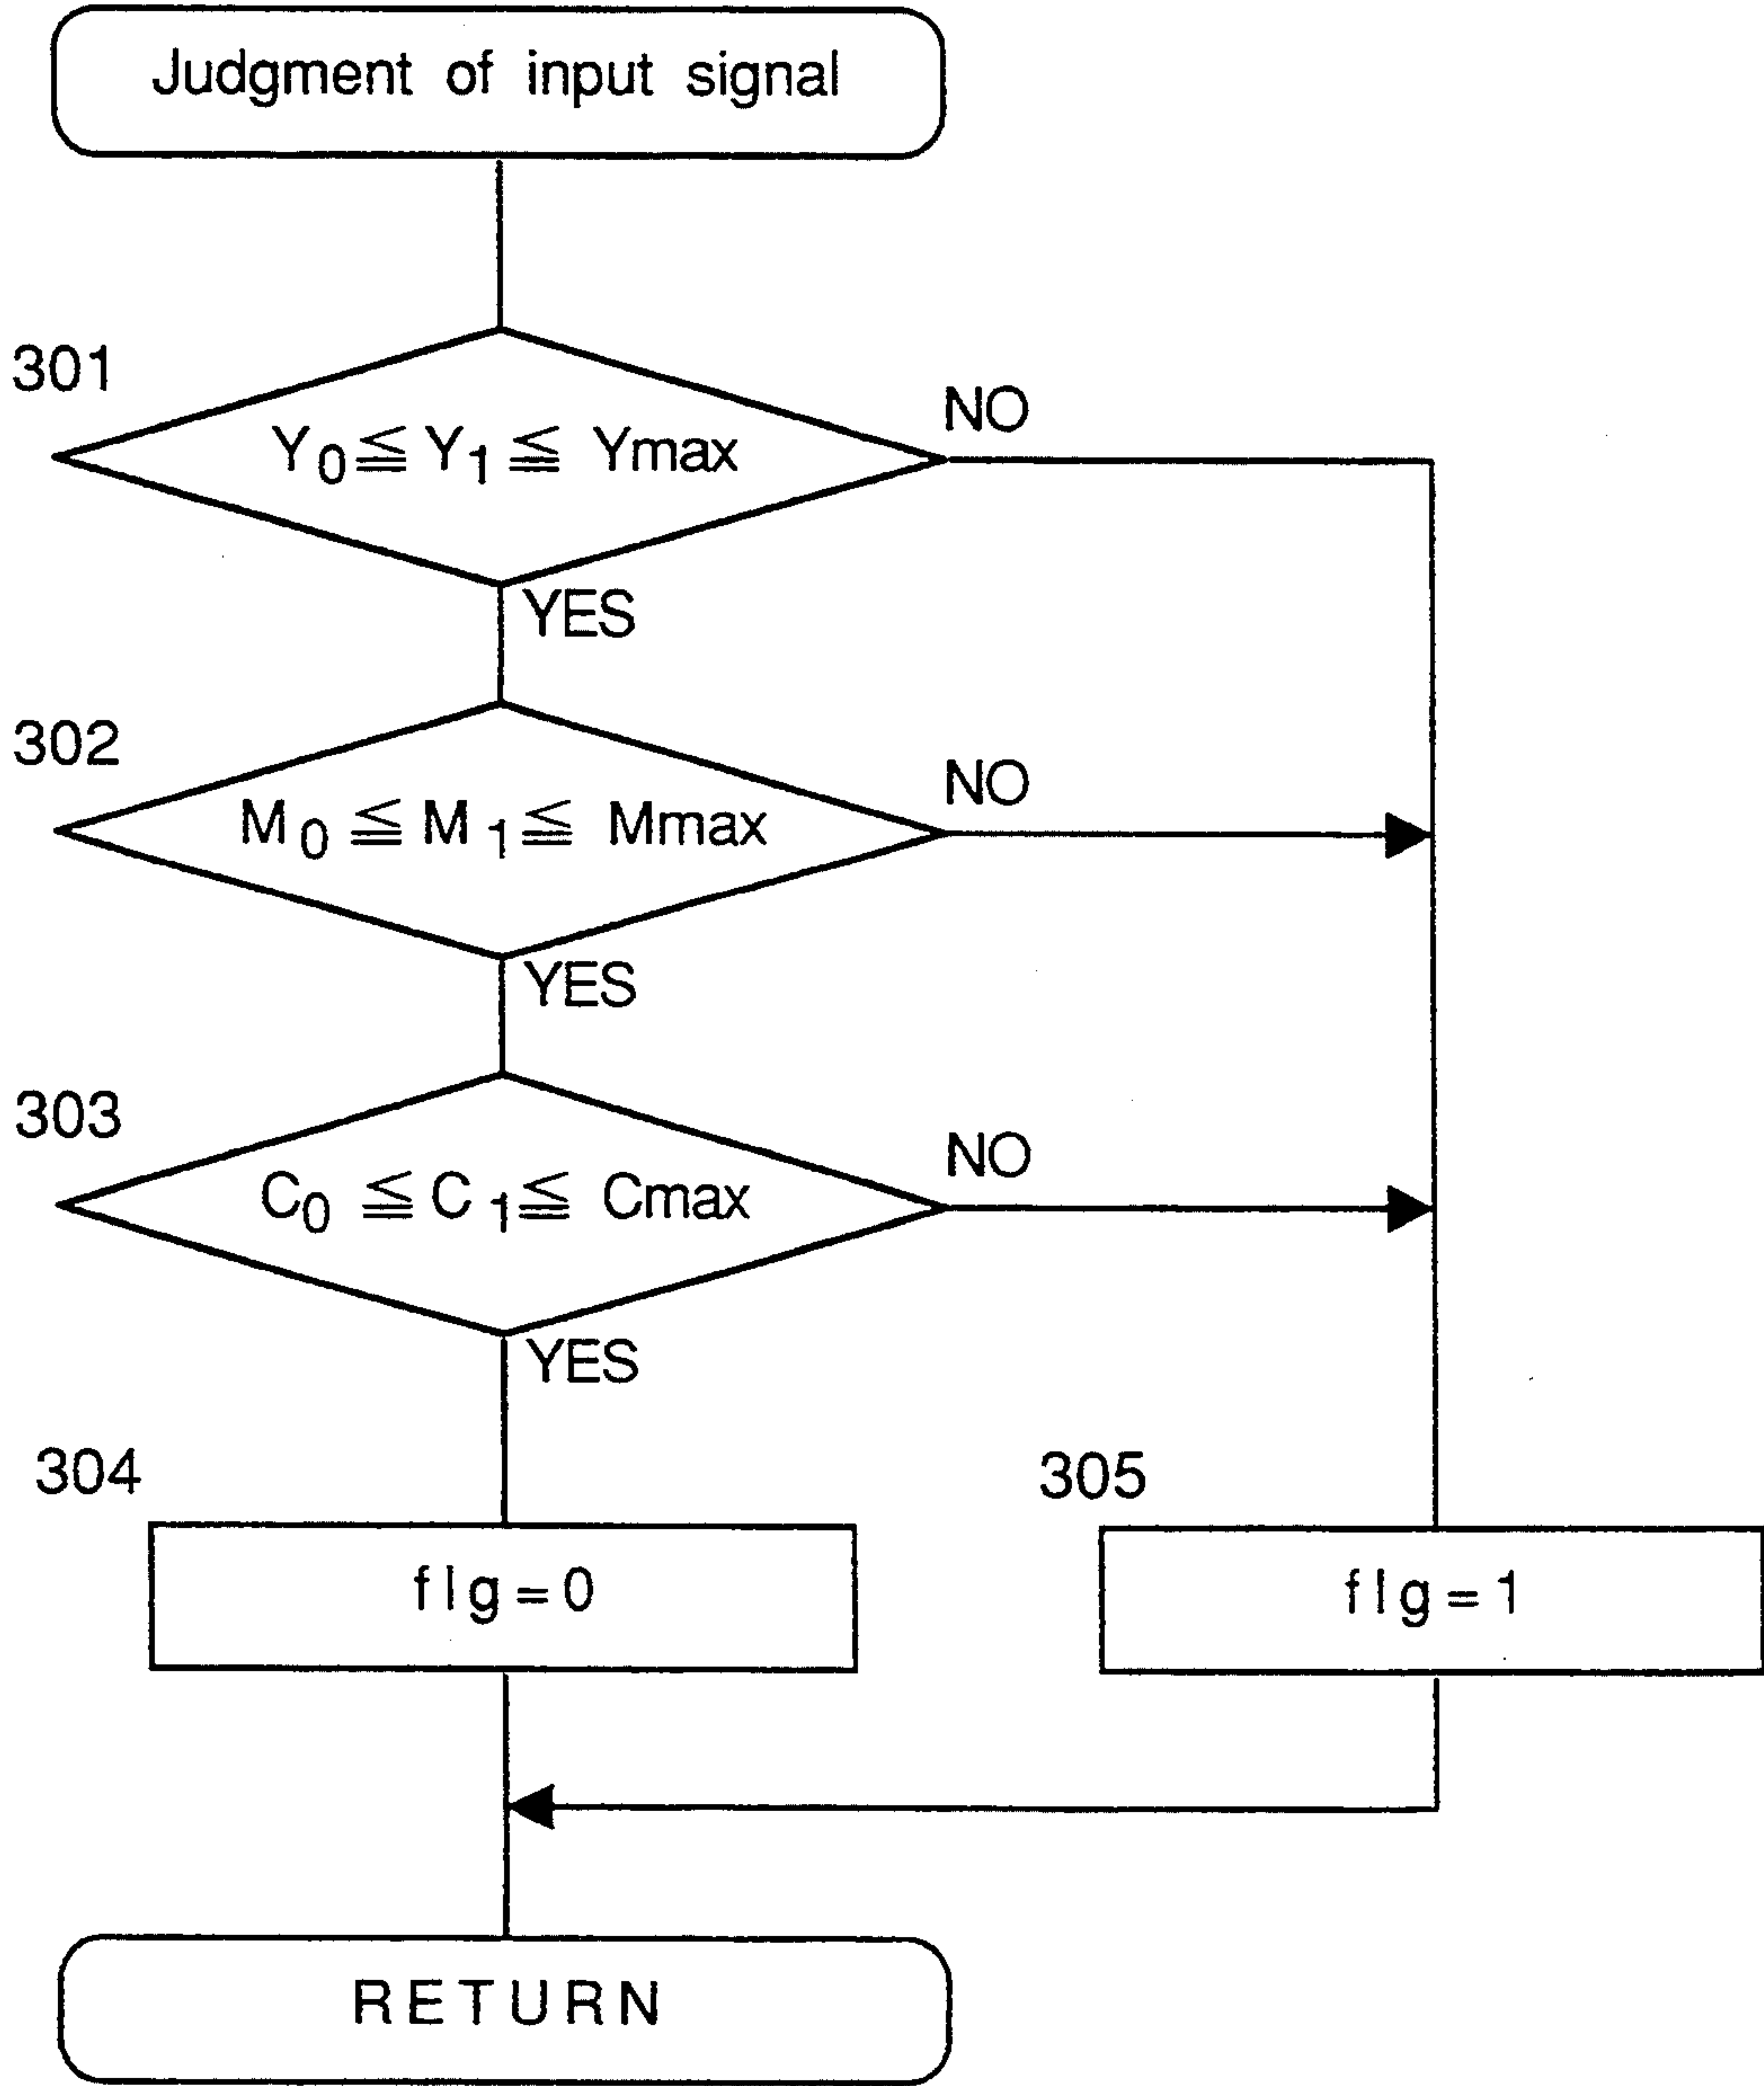 Judgment of input signal
301
Y₀ ≦ Y₁ ≦ Ymax
NO
YES
302
M₀ ≦ M₁ ≦ Mmax
NO
YES
303
C₀ ≦ C₁ ≦ Cmax
NO
YES
304
flg = 0
305
flg = 1
RETURN